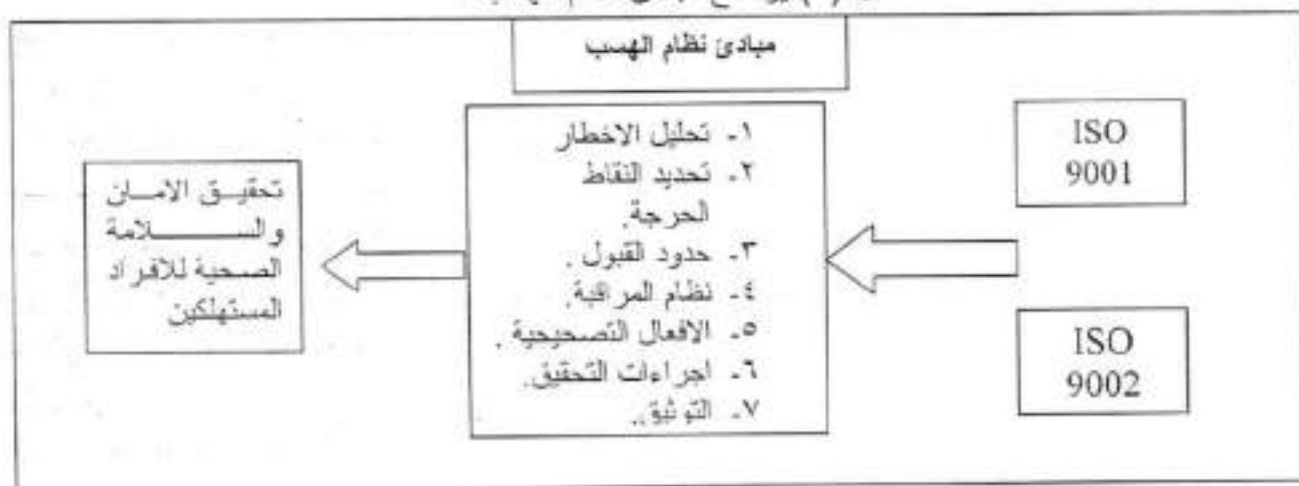 مبادئ نظام الهسب
ISO
9001
ISO
9002
١- تحليل الاخطار
٢- تحديد النقاط
الحرجة.
٣- حدود القبول .
٤- نظام المراقبة.
٥- الافعال التصحيحية .
٦- اجراءات التحقيق.
٧- التوثيق.
تحقيق الامان
والسلامة
الصحية للافراد
المستهلكين